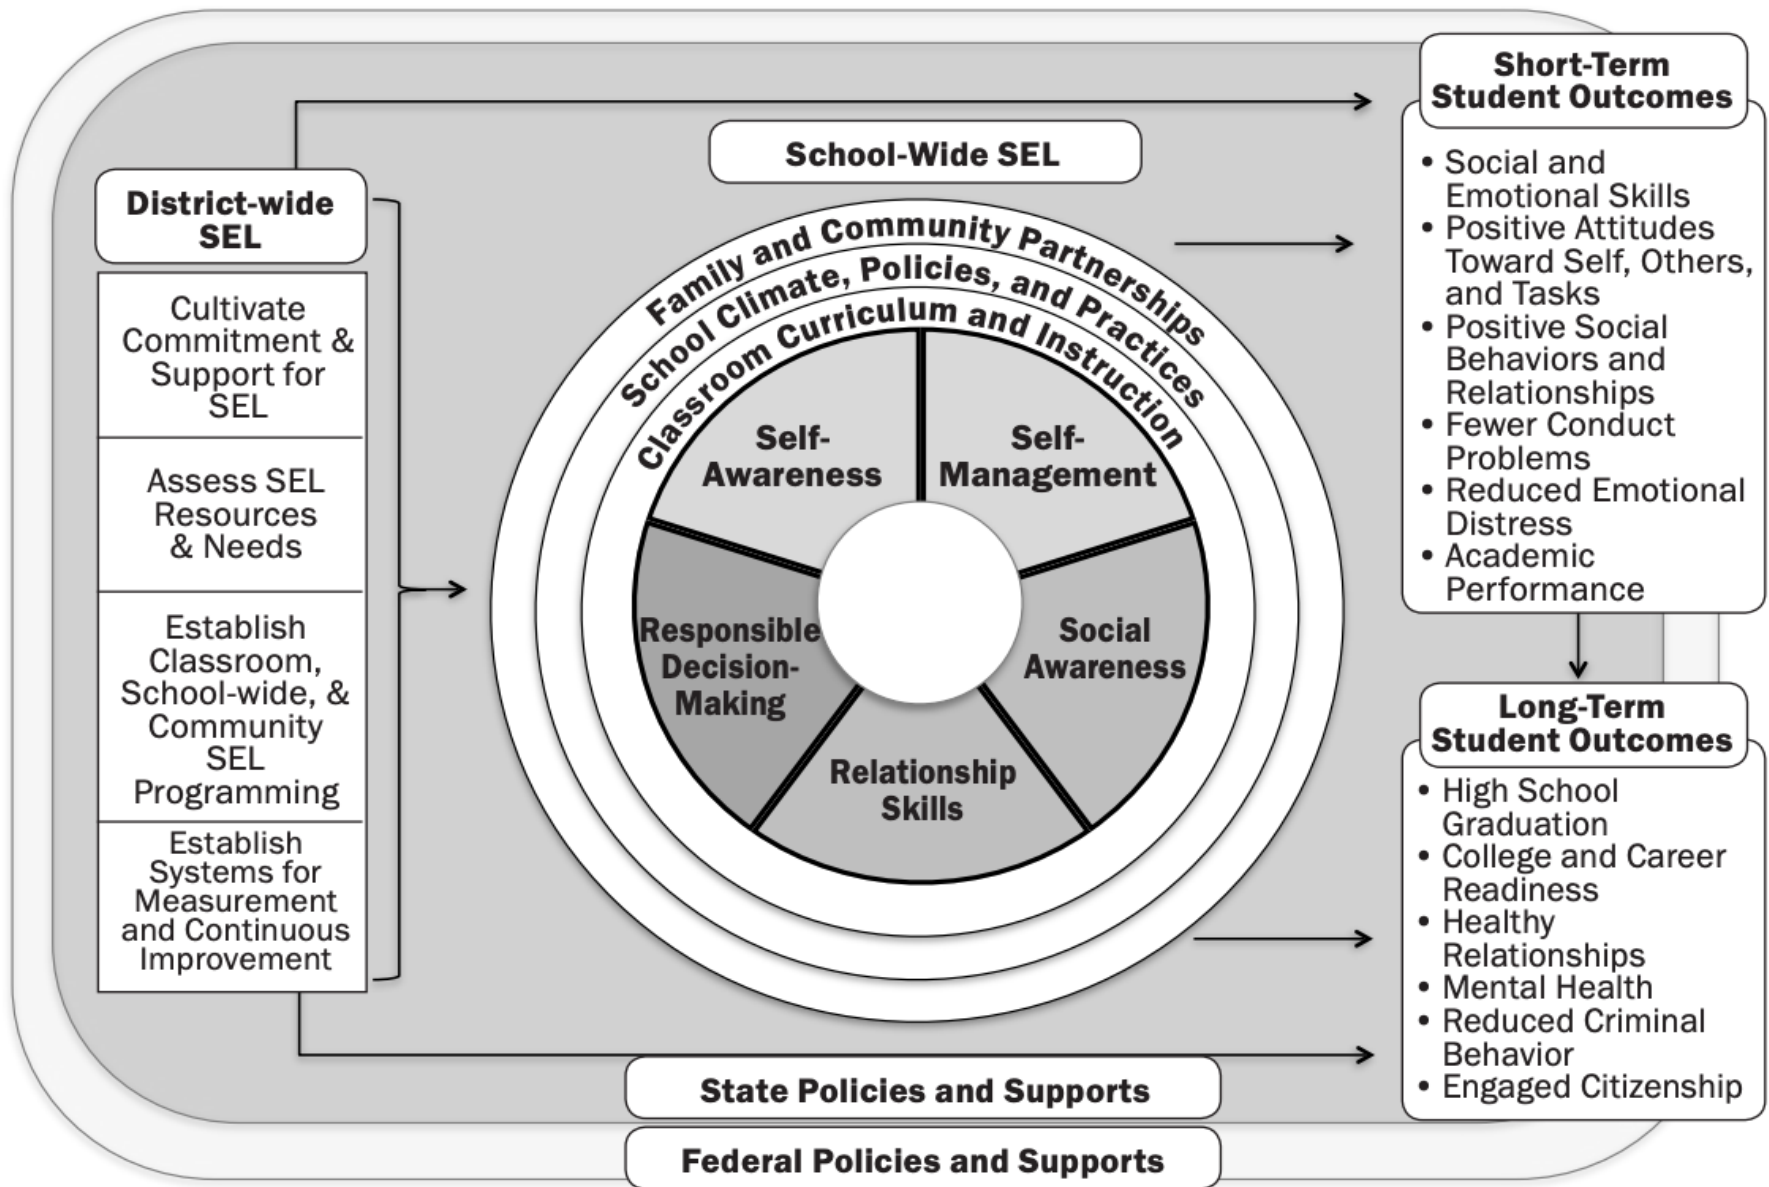 District-wide
SEL
Cultivate
Commitment &
Support for
SEL
Assess SEL
Resources
& Needs
Establish
Classroom,
School-wide, &
Community
SEL
Programming
Establish
Systems for
Measurement
and Continuous
Improvement
School-Wide SEL
Family and Community Partnerships
School Climate, Policies, and Practices
Classroom Curriculum and Instruction
Self-
Awareness
Self-
Management
Social
Awareness
Relationship
Skills
Responsible
Decision-
Making
Short-Term
Student Outcomes
• Social and
Emotional Skills
• Positive Attitudes
Toward Self, Others,
and Tasks
• Positive Social
Behaviors and
Relationships
• Fewer Conduct
Problems
• Reduced Emotional
Distress
• Academic
Performance
Long-Term
Student Outcomes
• High School
Graduation
• College and Career
Readiness
• Healthy
Relationships
• Mental Health
• Reduced Criminal
Behavior
• Engaged Citizenship
State Policies and Supports
Federal Policies and Supports